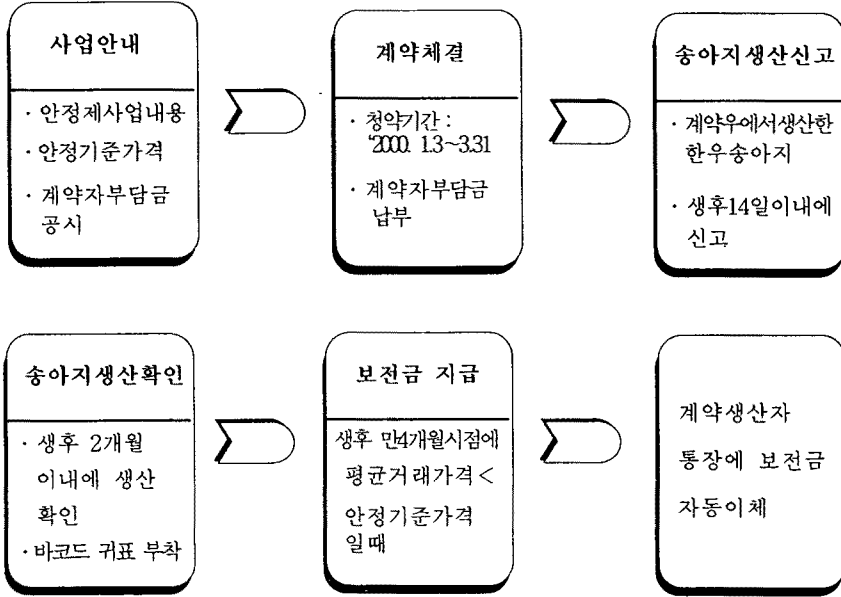 사업안내
· 안정제사업내용
· 안정기준가격
· 계약자부담금
공시
계약체결
· 청약기간 :
'2000. 1.3~3.31
· 계약자부담금
납부
송아지생산신고
· 계약우에서생산한
한우송아지
· 생후14일이내에
신고
송아지생산확인
· 생후 2개월
이내에 생산
확인
· 바코드 귀표 부착
보전금 지급
생후 만4개월시점에
평균거래가격<
안정기준가격
일때
계약생산자
통장에 보전금
자동이체